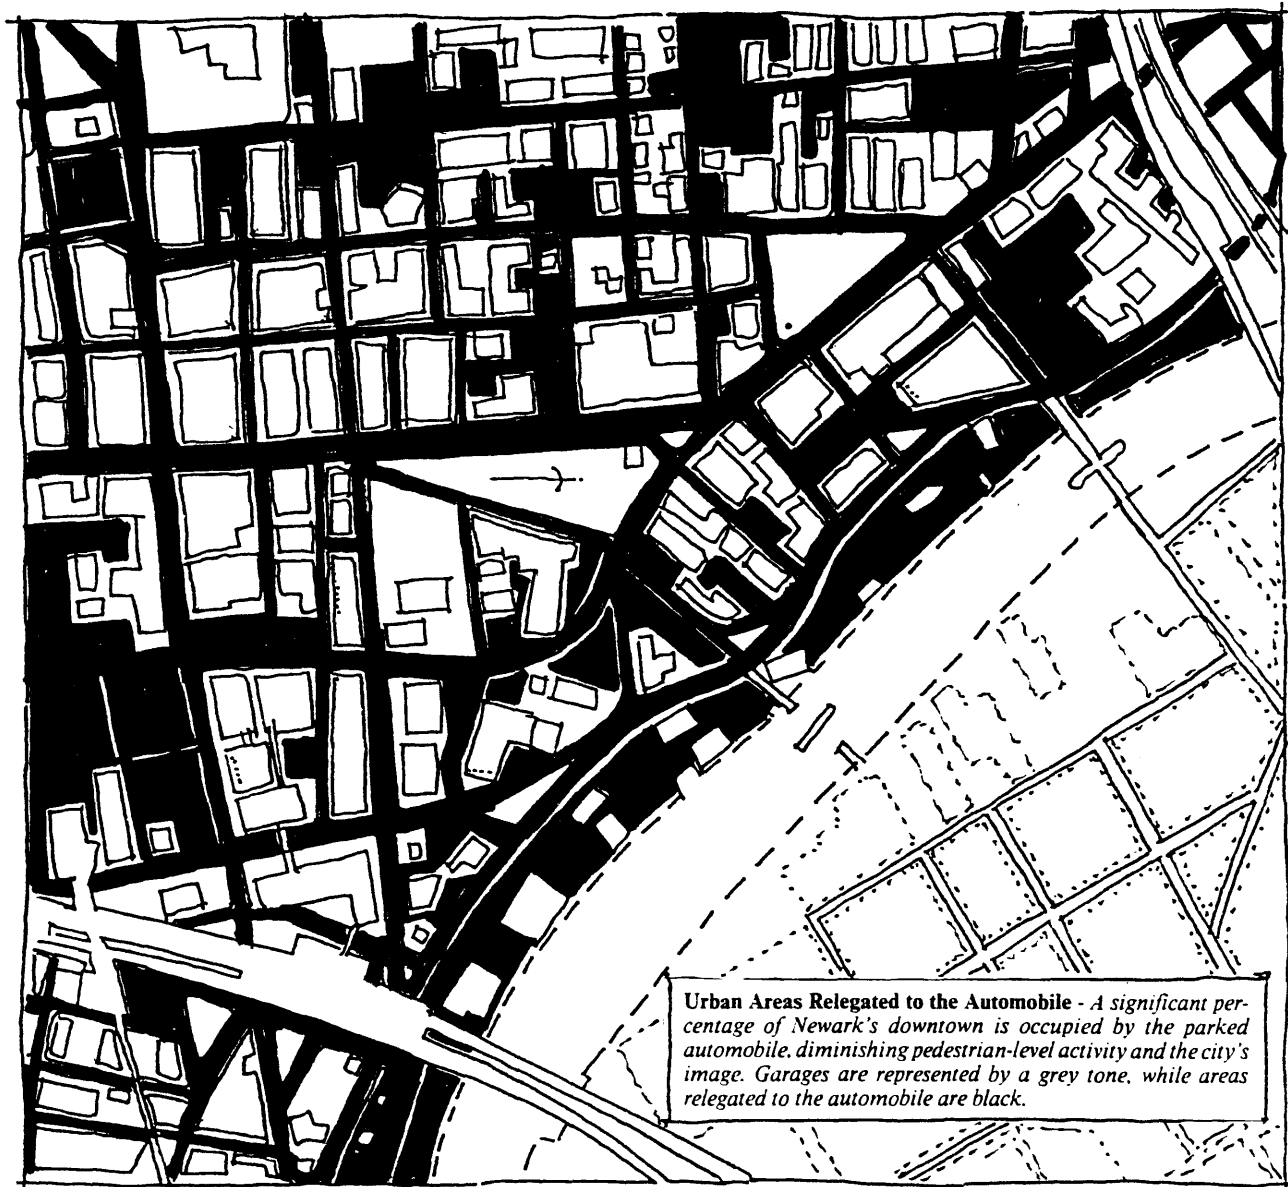 Urban Areas Relegated to the Automobile - A significant per-
centage of Newark's downtown is occupied by the parked
automobile, diminishing pedestrian-level activity and the city's
image. Garages are represented by a grey tone, while areas
relegated to the automobile are black.